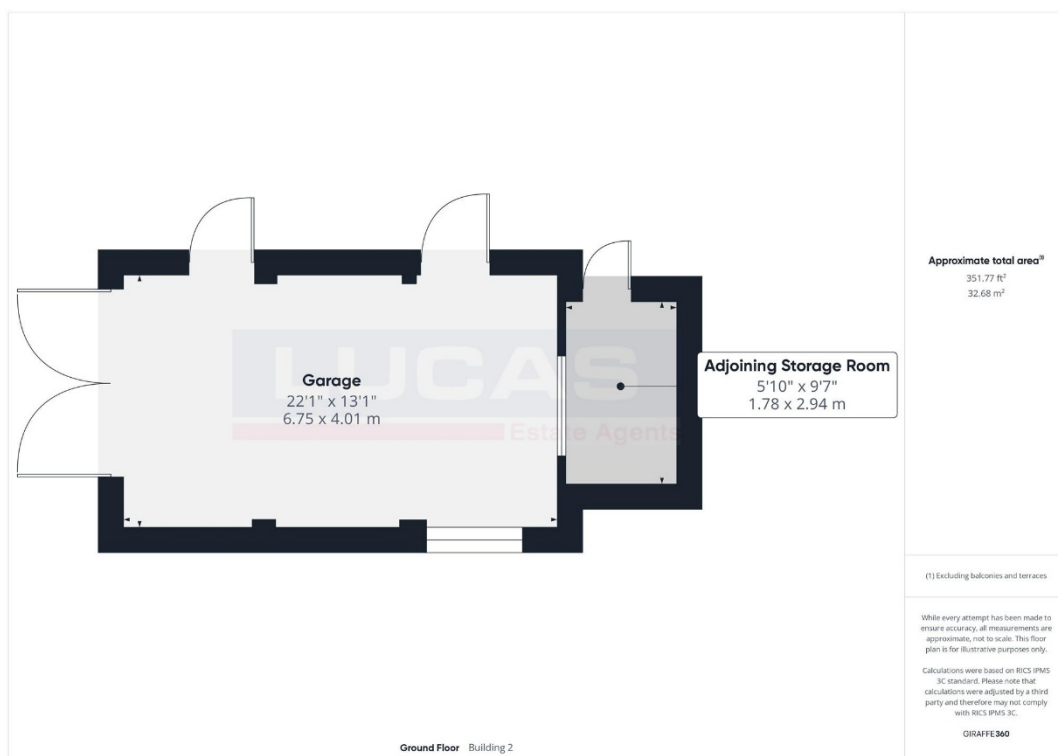 LUCAS
Estate Agents
Garage
22'1" x 13'1"
6.75 x 4.01 m
Adjoining Storage Room
5'10" x 9'7"
1.78 x 2.94 m
Approximate total area⁽¹⁾
351.77 ft²
32.68 m²
(1) Excluding balconies and terraces
While every attempt has been made to
ensure accuracy, all measurements are
approximate, not to scale. This floor
plan is for illustrative purposes only.
Calculations were based on RICS IPMS
3C standard. Please note that
calculations were adjusted by a third
party and therefore may not comply
with RICS IPMS 3C.
GIRAFFE360
Ground Floor Building 2